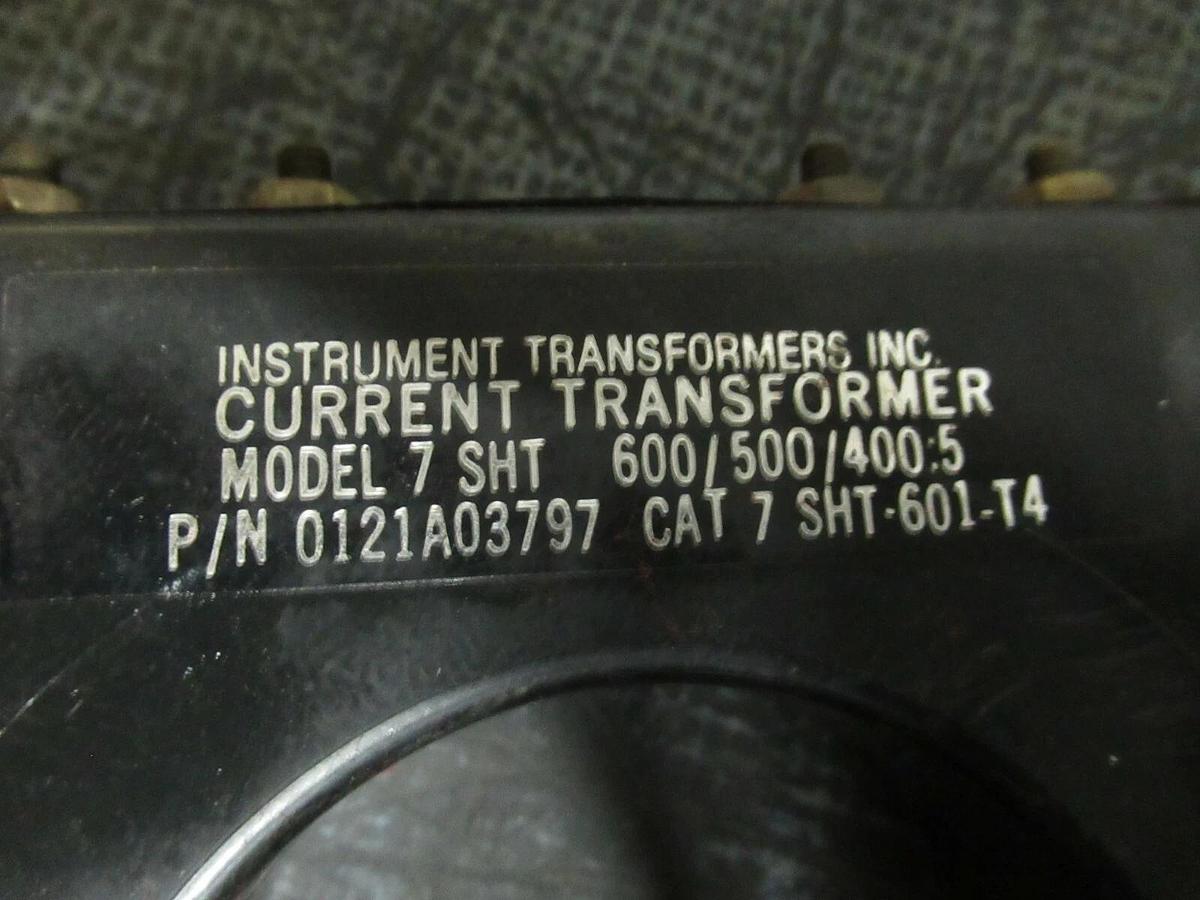 INSTRUMENT TRANSFORMERS INC.
CURRENT TRANSFORMER
MODEL 7 SHT 600/500/400:5
P/N 0121A03797 CAT 7 SHT-601-T4